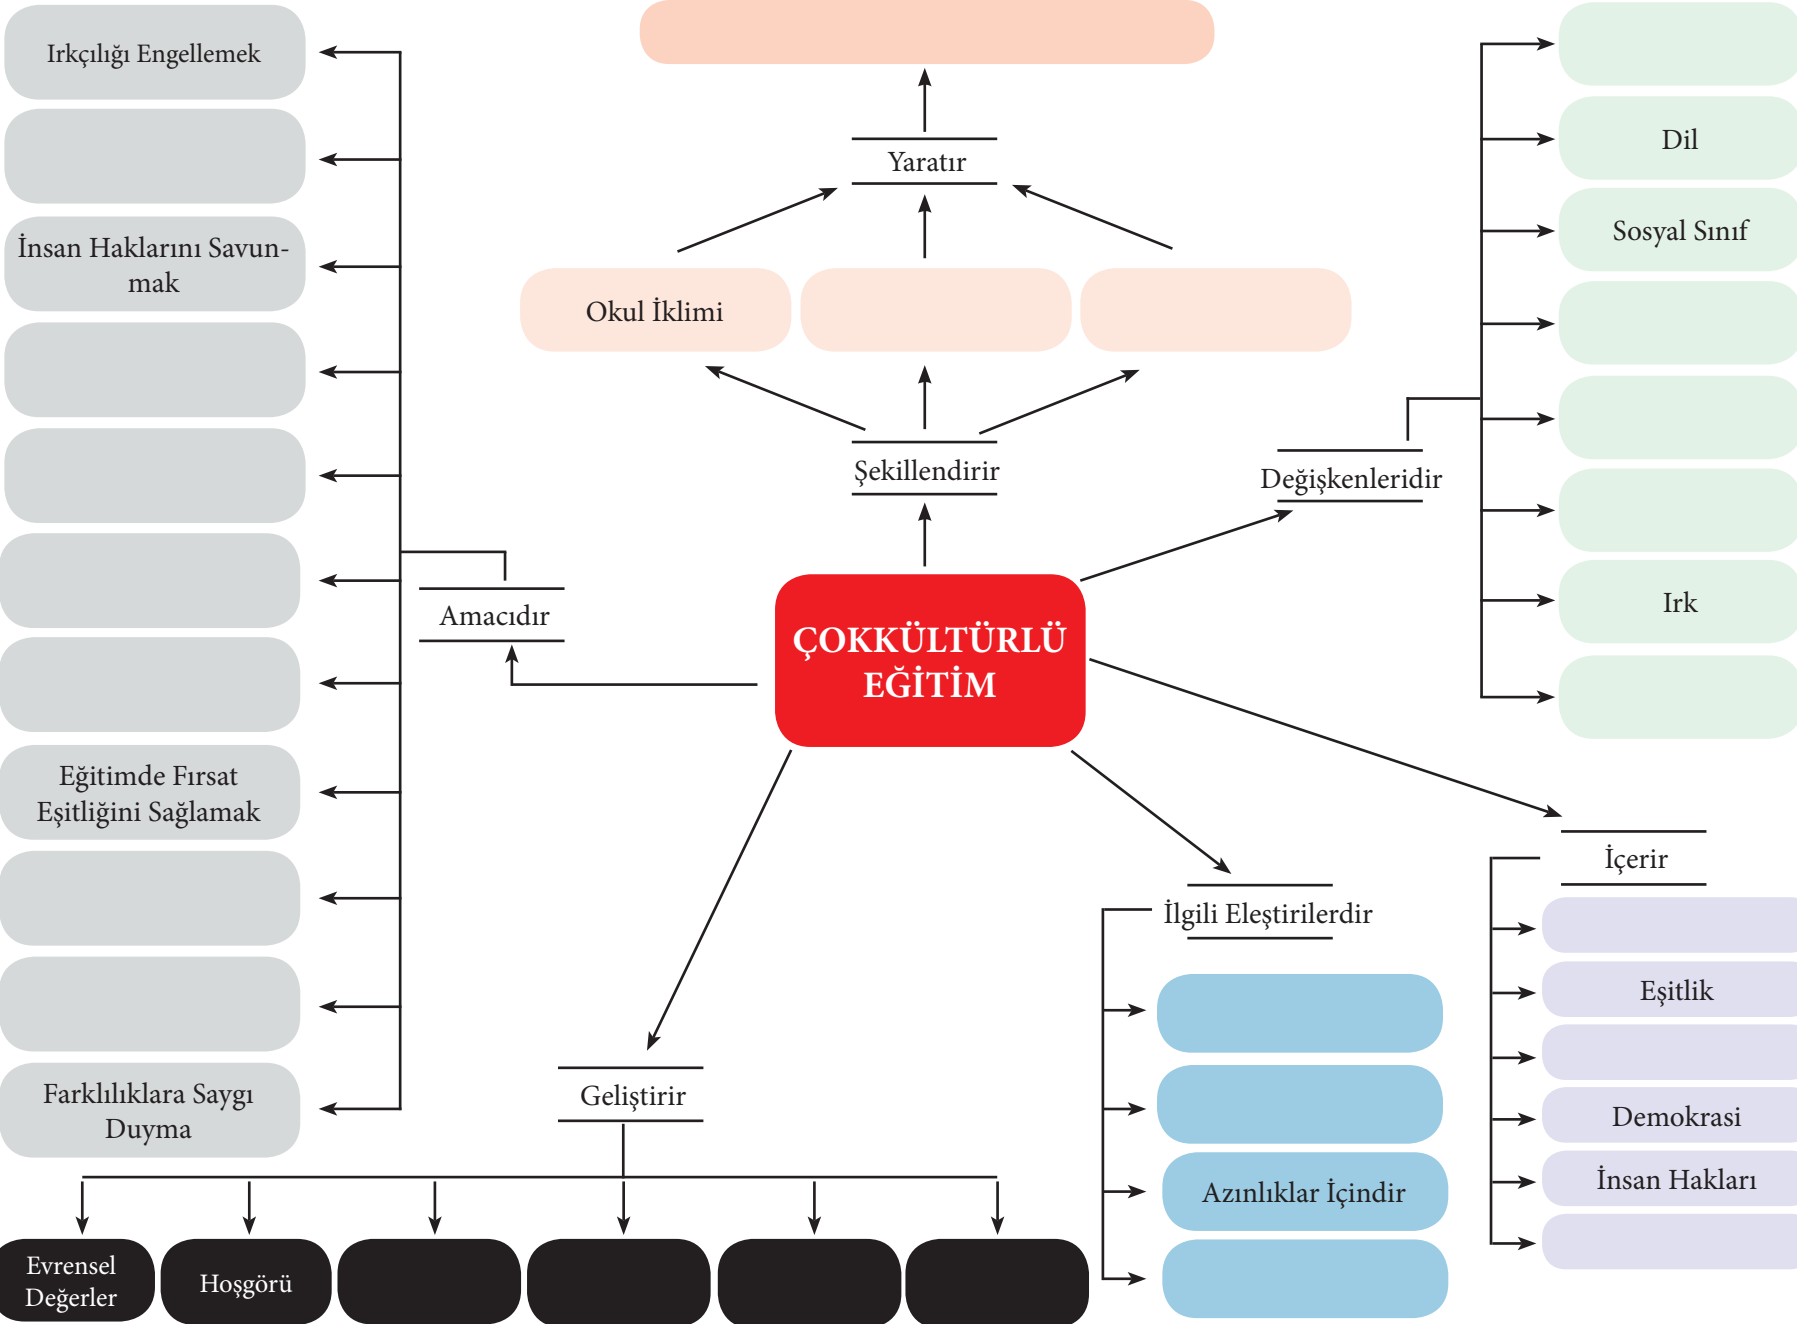 Irkçılığı Engellemek
İnsan Haklarını Savun-
mak
Eğitimde Fırsat
Eşitliğini Sağlamak
Farklılıklara Saygı
Duyma
Amacıdır
Yaratır
Okul İklimi
Şekillendirir
ÇOKKÜLTÜRLÜ
EĞİTİM
Değişkenleridir
Dil
Sosyal Sınıf
Irk
İçerir
Eşitlik
Demokrasi
İnsan Hakları
İlgili Eleştirilerdir
Azınlıklar İçindir
Geliştirir
Evrensel
Değerler
Hoşgörü